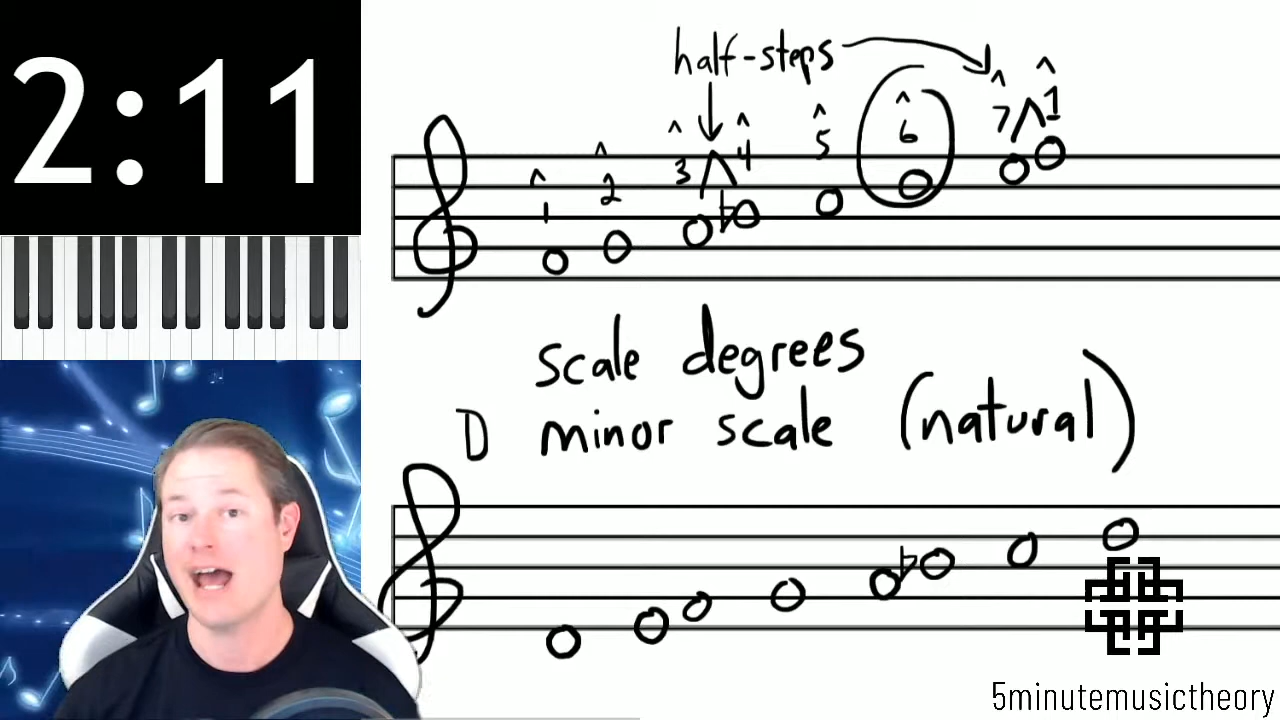 2:11
half-steps
^ ^ ^ ^ ^ ^ ^ ^
1 2 3 4 5 6 7 1
♭
scale degrees
D minor scale (natural)
♭
5minutemusictheory